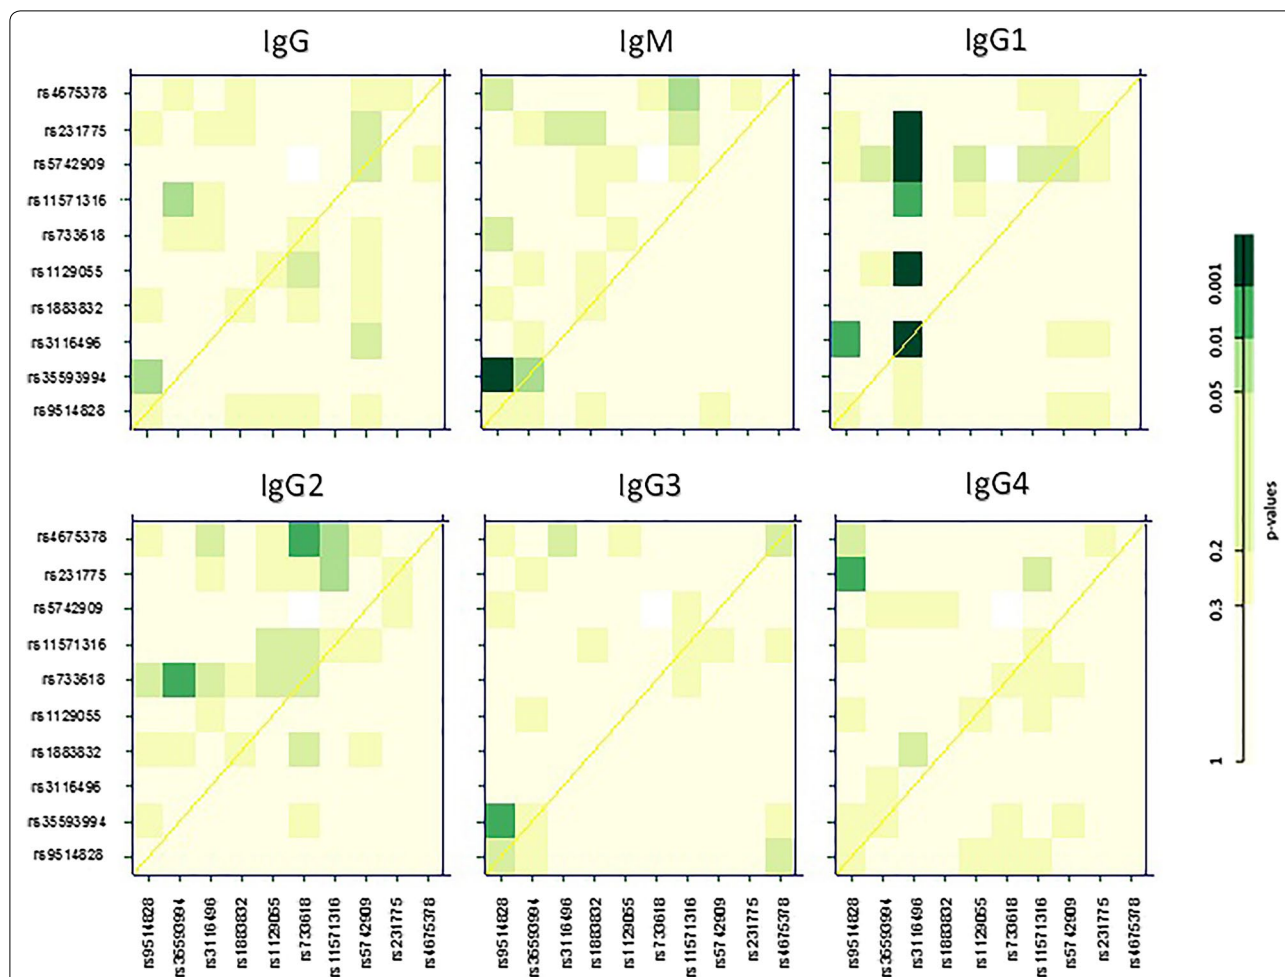 IgG
IgM
IgG1
rs4675378
rs231775
rs5742909
rs11571316
rs733618
rs1129055
rs1883832
rs3116496
rs35593994
rs9514828
0.001
0.01
0.05
0.2
0.3
1
p-values
IgG2
IgG3
IgG4
rs4675378
rs231775
rs5742909
rs11571316
rs733618
rs1129055
rs1883832
rs3116496
rs35593994
rs9514828
rs9514828
rs35593994
rs3116496
rs1883832
rs1129055
rs733618
rs11571316
rs5742909
rs231775
rs4675378
rs9514828
rs35593994
rs3116496
rs1883832
rs1129055
rs733618
rs11571316
rs5742909
rs231775
rs4675378
rs9514828
rs35593994
rs3116496
rs1883832
rs1129055
rs733618
rs11571316
rs5742909
rs231775
rs4675378